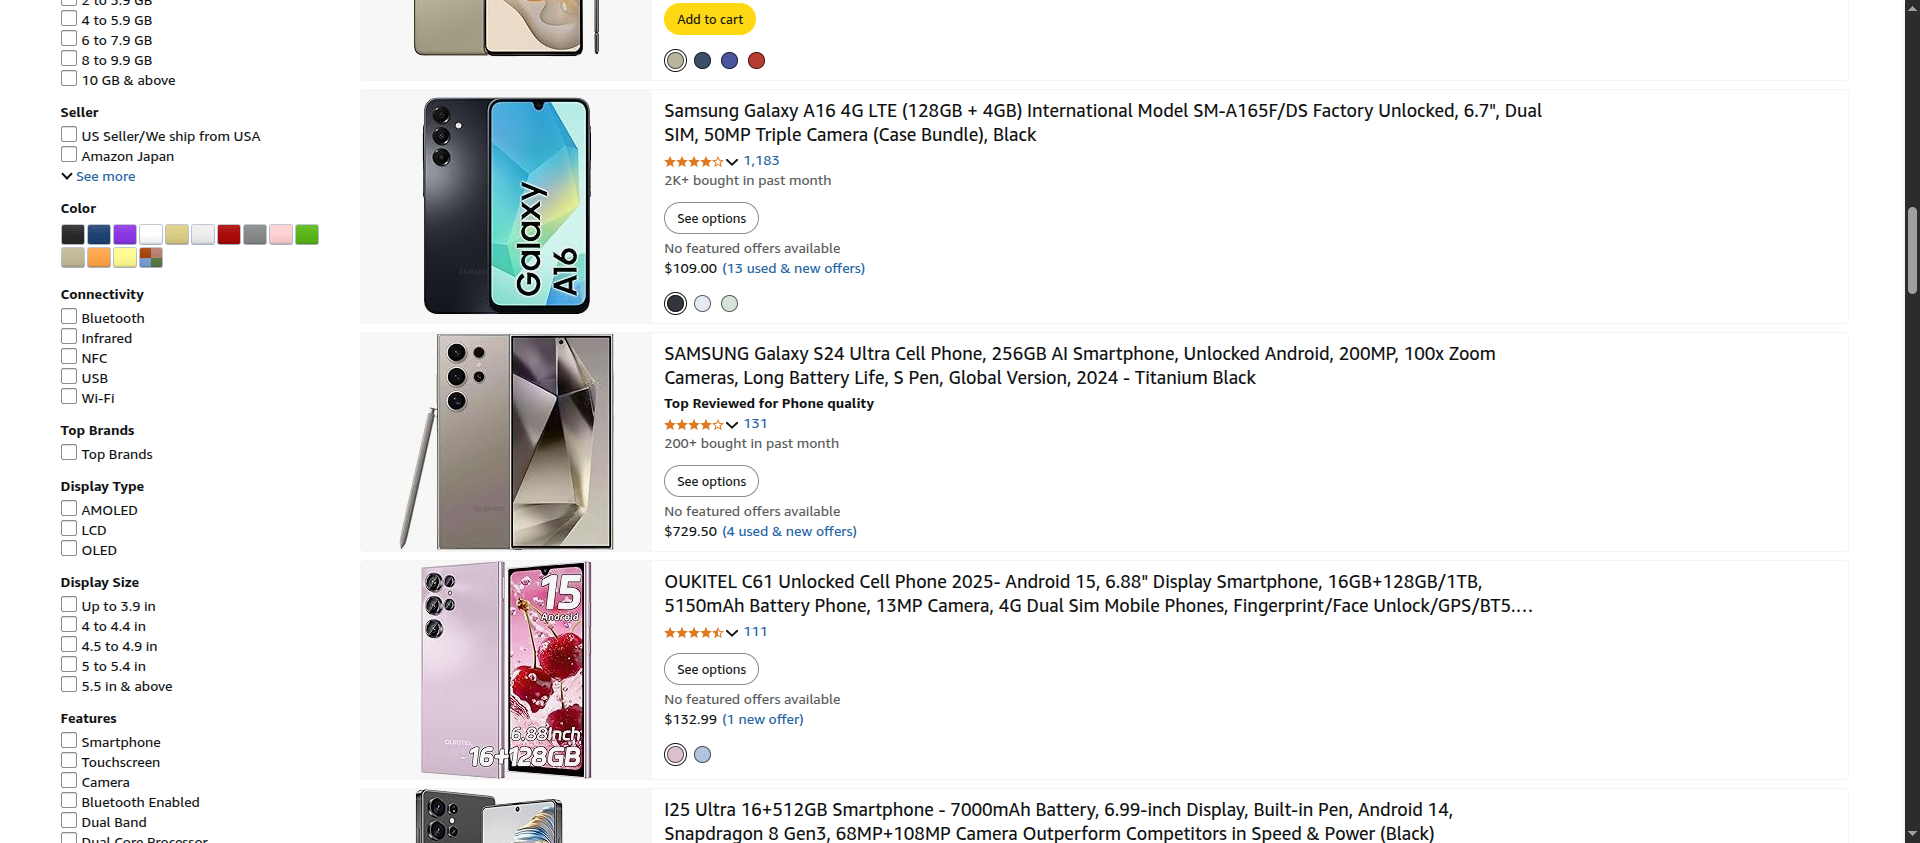 2 to 3.9 GB
4 to 5.9 GB
6 to 7.9 GB
8 to 9.9 GB
10 GB & above
Seller
US Seller/We ship from USA
Amazon Japan
See more
Color
Connectivity
Bluetooth
Infrared
NFC
USB
Wi-Fi
Top Brands
Top Brands
Display Type
AMOLED
LCD
OLED
Display Size
Up to 3.9 in
4 to 4.4 in
4.5 to 4.9 in
5 to 5.4 in
5.5 in & above
Features
Smartphone
Touchscreen
Camera
Bluetooth Enabled
Dual Band
Dual Core Processor
Add to cart
Galaxy
A16
Samsung Galaxy A16 4G LTE (128GB + 4GB) International Model SM-A165F/DS Factory Unlocked, 6.7", Dual
SIM, 50MP Triple Camera (Case Bundle), Black
1,183
2K+ bought in past month
See options
No featured offers available
$109.00 (13 used & new offers)
SAMSUNG Galaxy S24 Ultra Cell Phone, 256GB AI Smartphone, Unlocked Android, 200MP, 100x Zoom
Cameras, Long Battery Life, S Pen, Global Version, 2024 - Titanium Black
Top Reviewed for Phone quality
131
200+ bought in past month
See options
No featured offers available
$729.50 (4 used & new offers)
15
Android
OUKITEL
6.88Inch
16+128GB
OUKITEL C61 Unlocked Cell Phone 2025- Android 15, 6.88" Display Smartphone, 16GB+128GB/1TB,
5150mAh Battery Phone, 13MP Camera, 4G Dual Sim Mobile Phones, Fingerprint/Face Unlock/GPS/BT5.…
111
See options
No featured offers available
$132.99 (1 new offer)
I25 Ultra 16+512GB Smartphone - 7000mAh Battery, 6.99-inch Display, Built-in Pen, Android 14,
Snapdragon 8 Gen3, 68MP+108MP Camera Outperform Competitors in Speed & Power (Black)